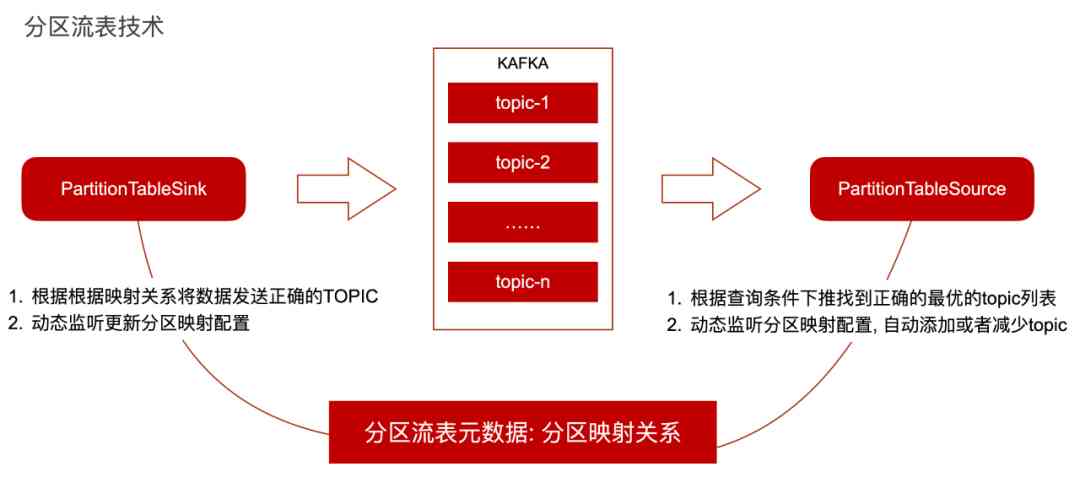 分区流表技术
KAFKA
topic-1
topic-2
……
topic-n
PartitionTableSink
PartitionTableSource
1. 根据根据映射关系将数据发送正确的TOPIC
2. 动态监听更新分区映射配置
1. 根据查询条件下推找到正确的最优的topic列表
2. 动态监听分区映射配置, 自动添加或者减少topic
分区流表元数据: 分区映射关系